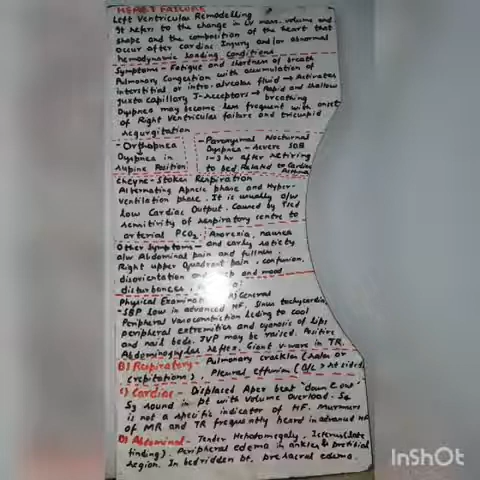 HEART FAILURE
Left Ventricular Remodelling
It refers to the change in LV mass, volume and
shape and the composition of the heart that
occur after cardiac Injury and/or abnormal
hemodynamic loading conditions.
Symptoms - Fatigue and shortness of breath
Pulmonary Congestion with accumulation of
interstitial or intra-alveolar fluid → Activates
Juxta capillary J-receptors → Rapid and shallow
breathing
Dyspnea may become less frequent with onset
of Right Ventricular failure and tricuspid
regurgitation
Orthopnea
Dyspnea in
supine Position
- Paroxysmal Nocturnal
Dyspnea - severe SOB
1-3 hr after retiring
to bed Related to Cardiac
Asthma
Cheyne-Stokes Respiration
Alternating Apneic phase and Hyper-
Ventilation phase. It is usually a/w
Low Cardiac Output. Caused by
sensitivity of respiratory centre to
arterial PCO2
Other Symptoms
Anorexia, nausea
and early satiety
a/w Abdominal pain and fullness.
Right upper Quadrant pain, confusion,
disorientation and and mood
disturbances
Physical Examination A) General
- SBP low in advanced HF. Sinus tachycardia,
Peripheral Vasoconstriction leding to cool
peripheral extremities and cyanosis of lips
and nail beds. JVP may be raised. Positive
Abdominojugular Reflex. Giant v-wave in TR.
B) Respiratory- Pulmonary crackles (rales or
crepitations). Pleural effusion (B/L > Rt sided)
C) Cardiac - Displaced Apex beat "down & out"
S3 sound in pt with volume overload. S4
is not a specific indicator of HF. Murmurs
of MR and TR frequently heard in advanced HF
D) Abdominal - Tender Hepatomegaly, Icterus (late
finding). Peripheral edema in ankles & pretibial
region. In bedridden pt. presacral edema.
InShOt